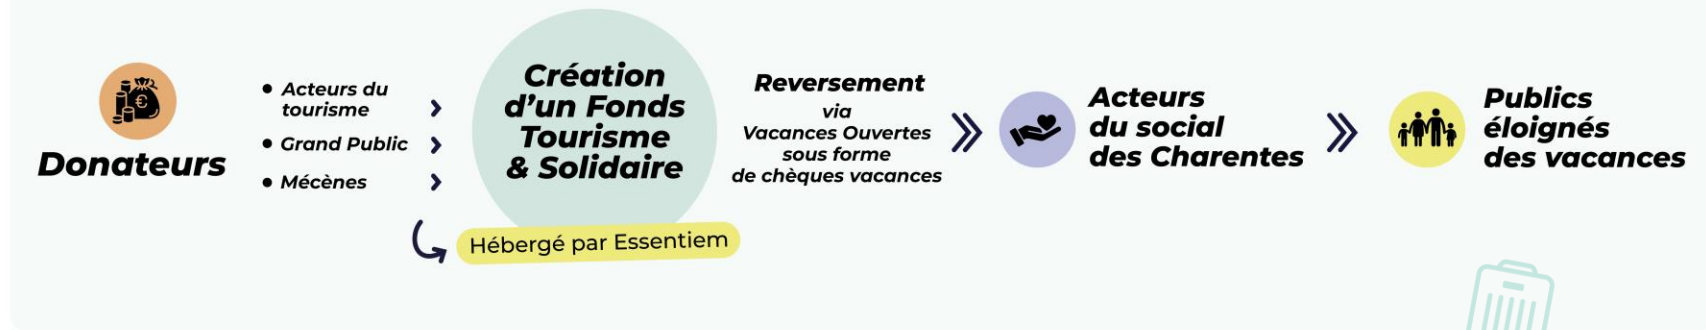 Donateurs
• Acteurs du
tourisme
• Grand Public
• Mécènes
Création
d'un Fonds
Tourisme
& Solidaire
Hébergé par Essentiem
Reversement
via
Vacances Ouvertes
sous forme
de chèques vacances
Acteurs
du social
des Charentes
Publics
éloignés
des vacances